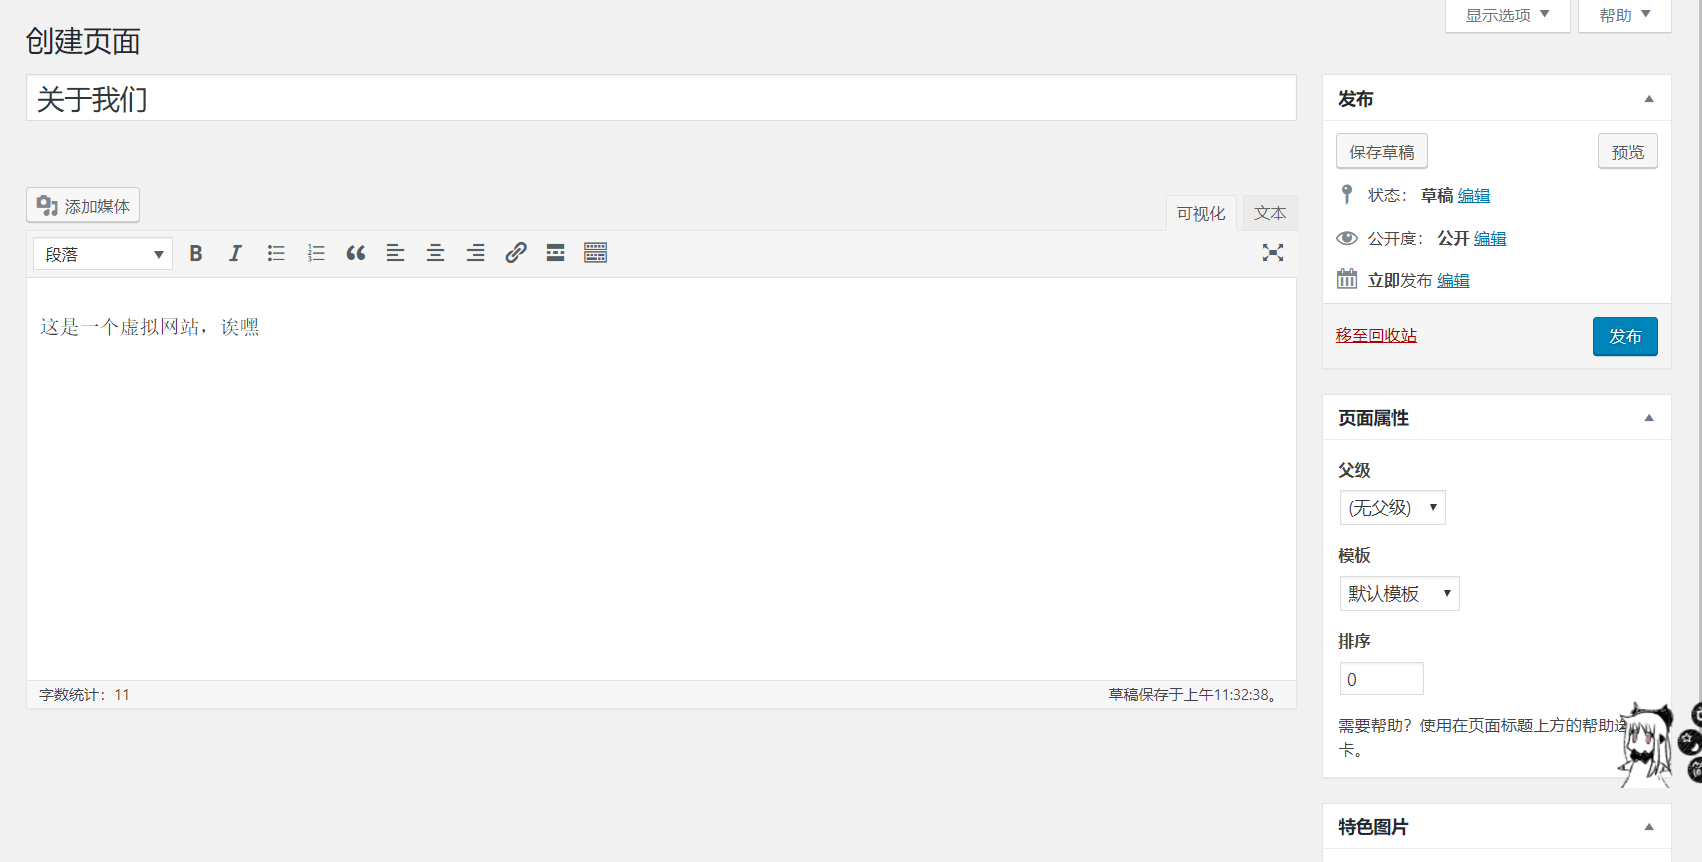 显示选项
帮助
创建页面
关于我们
添加媒体
可视化
文本
段落
这是一个虚拟网站，诶嘿
字数统计：11
草稿保存于上午11:32:38。
发布
保存草稿
预览
状态： 草稿 编辑
公开度： 公开 编辑
立即发布 编辑
移至回收站
发布
页面属性
父级
(无父级)
模板
默认模板
排序
0
需要帮助？使用在页面标题上方的帮助
卡。
特色图片